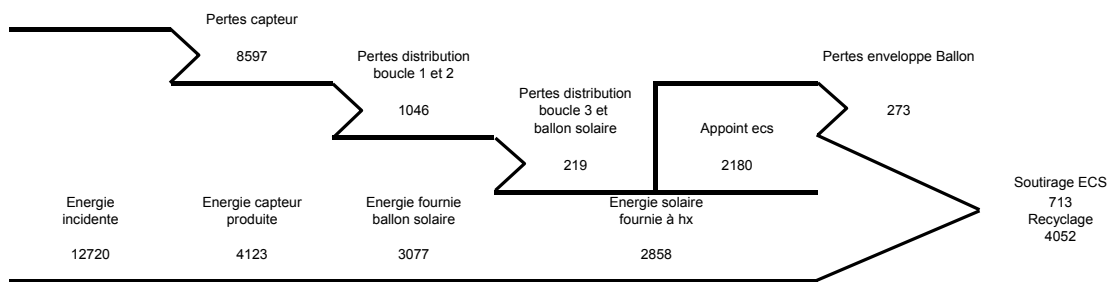 Pertes capteur
8597
Pertes distribution
boucle 1 et 2
1046
Pertes distribution
boucle 3 et
ballon solaire
219
Appoint ecs
2180
Pertes enveloppe Ballon
273
Energie
incidente
12720
Energie capteur
produite
4123
Energie fournie
ballon solaire
3077
Energie solaire
fournie à hx
2858
Soutirage ECS
713
Recyclage
4052